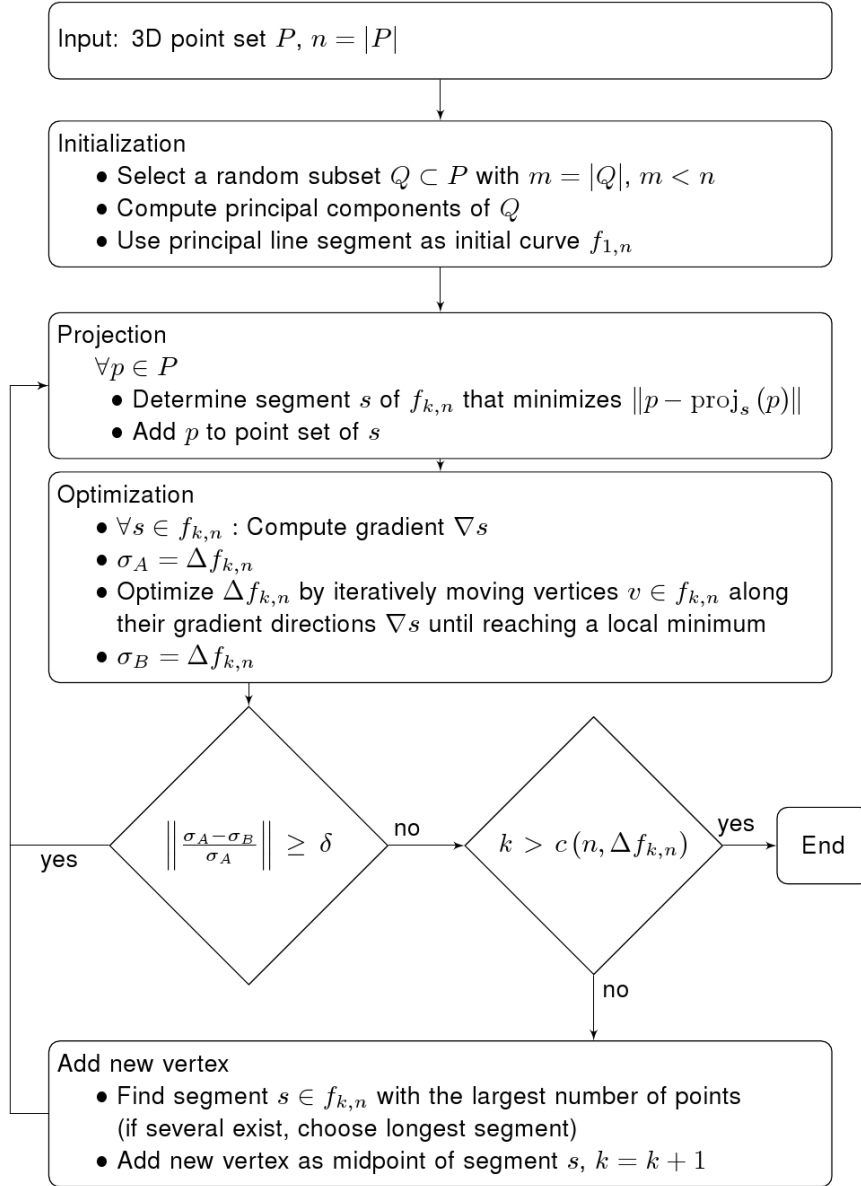 Input: 3D point set P, n = |P|
Initialization
• Select a random subset Q ⊂ P with m = |Q|, m < n
• Compute principal components of Q
• Use principal line segment as initial curve f₁,ₙ
Projection
∀p ∈ P
• Determine segment s of f_{k,n} that minimizes ‖p − proj_s (p)‖
• Add p to point set of s
Optimization
• ∀s ∈ f_{k,n} : Compute gradient ∇s
• σ_A = Δf_{k,n}
• Optimize Δf_{k,n} by iteratively moving vertices v ∈ f_{k,n} along
their gradient directions ∇s until reaching a local minimum
• σ_B = Δf_{k,n}
‖(σ_A − σ_B)/σ_A‖ ≥ δ
yes
no
k > c (n, Δf_{k,n})
yes
End
no
Add new vertex
• Find segment s ∈ f_{k,n} with the largest number of points
(if several exist, choose longest segment)
• Add new vertex as midpoint of segment s, k = k + 1